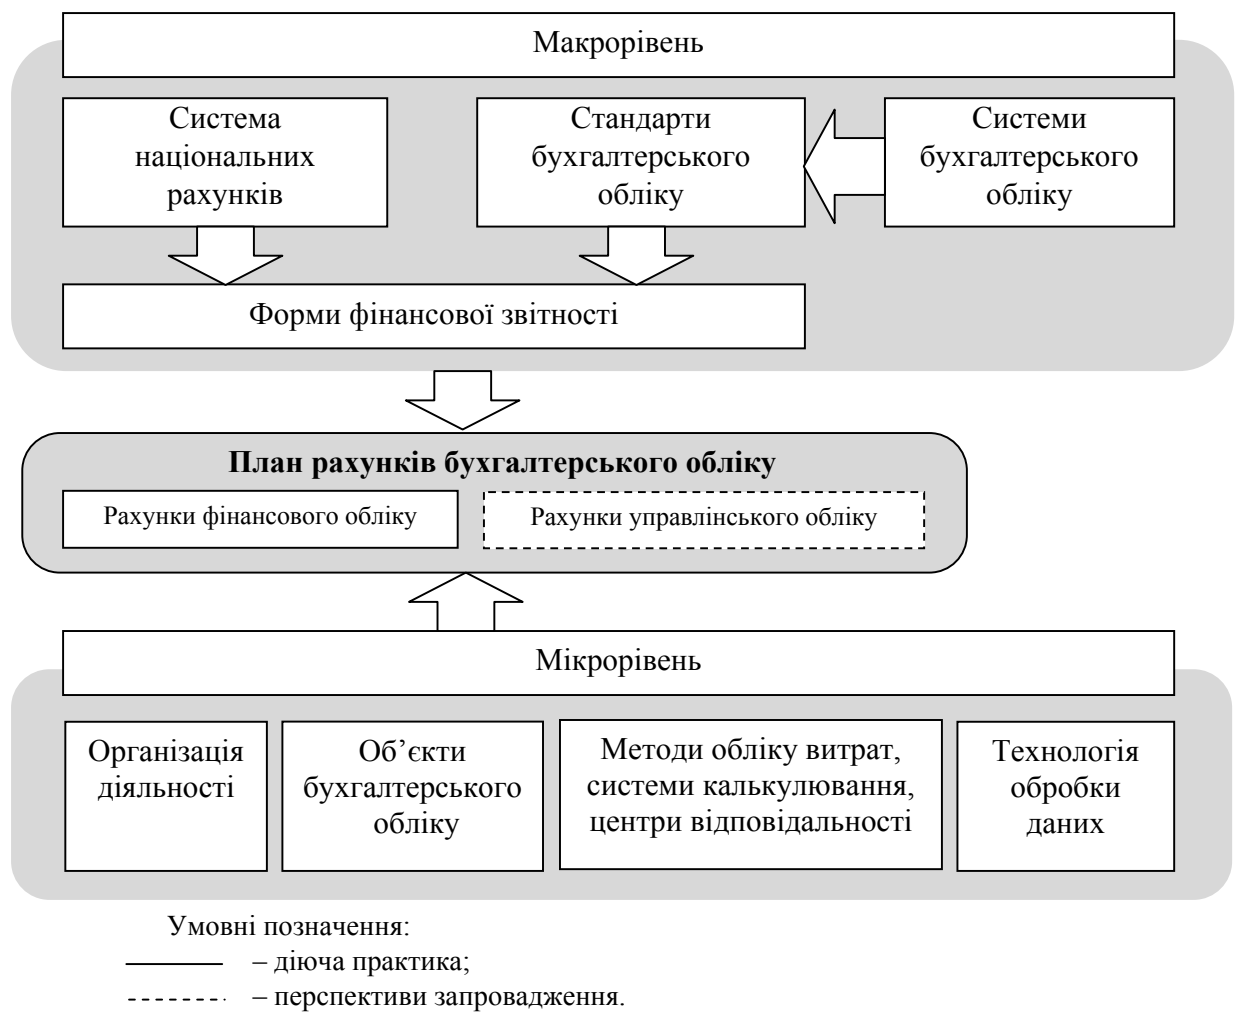 Макрорівень
Система
національних
рахунків
Стандарти
бухгалтерського
обліку
Системи
бухгалтерського
обліку
Форми фінансової звітності
План рахунків бухгалтерського обліку
Рахунки фінансового обліку
Рахунки управлінського обліку
Мікрорівень
Організація
діяльності
Об’єкти
бухгалтерського
обліку
Методи обліку витрат,
системи калькулювання,
центри відповідальності
Технологія
обробки
даних
Умовні позначення:
– діюча практика;
– перспективи запровадження.